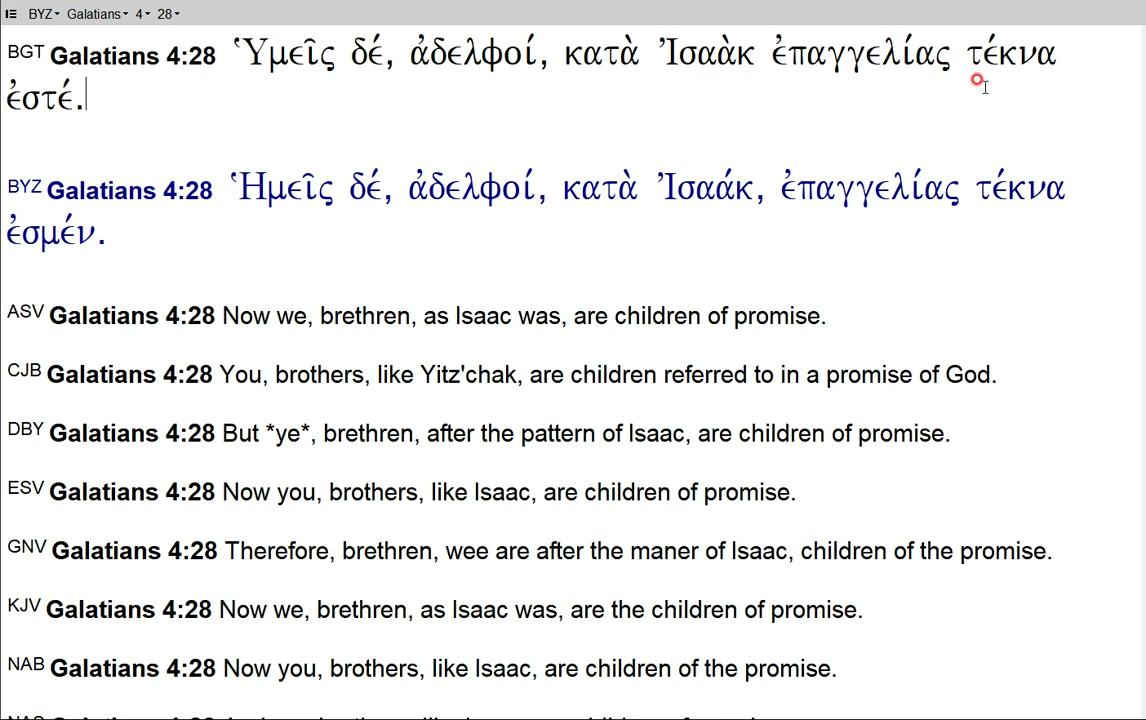 BYZ Galatians 4 28
BGT Galatians 4:28 Ὑμεῖς δέ, ἀδελφοί, κατὰ Ἰσαὰκ ἐπαγγελίας τέκνα
ἐστέ.
BYZ Galatians 4:28 Ἡμεῖς δέ, ἀδελφοί, κατὰ Ἰσαάκ, ἐπαγγελίας τέκνα
ἐσμέν.
ASV Galatians 4:28 Now we, brethren, as Isaac was, are children of promise.
CJB Galatians 4:28 You, brothers, like Yitz'chak, are children referred to in a promise of God.
DBY Galatians 4:28 But *ye*, brethren, after the pattern of Isaac, are children of promise.
ESV Galatians 4:28 Now you, brothers, like Isaac, are children of promise.
GNV Galatians 4:28 Therefore, brethren, wee are after the maner of Isaac, children of the promise.
KJV Galatians 4:28 Now we, brethren, as Isaac was, are the children of promise.
NAB Galatians 4:28 Now you, brothers, like Isaac, are children of the promise.